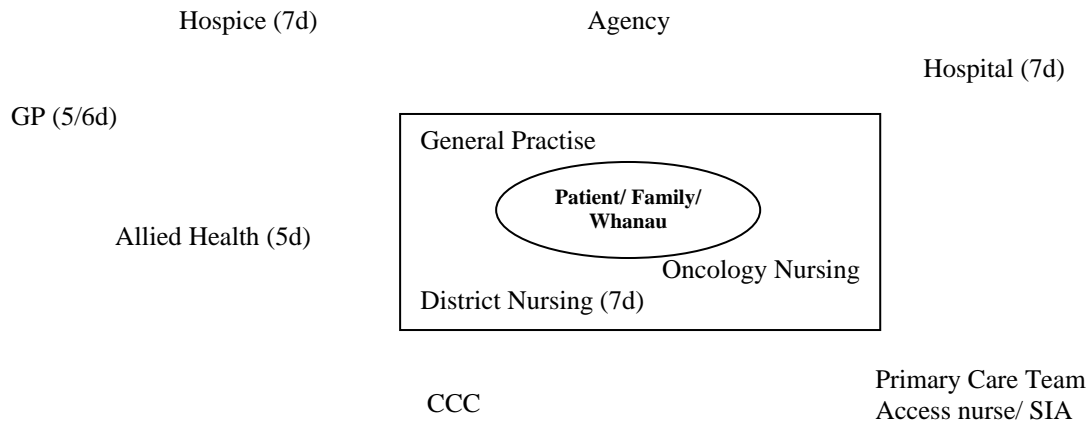 Hospice (7d)
Agency
Hospital (7d)
GP (5/6d)
General Practise
Patient/ Family/
Whanau
Allied Health (5d)
Oncology Nursing
District Nursing (7d)
CCC
Primary Care Team
Access nurse/ SIA